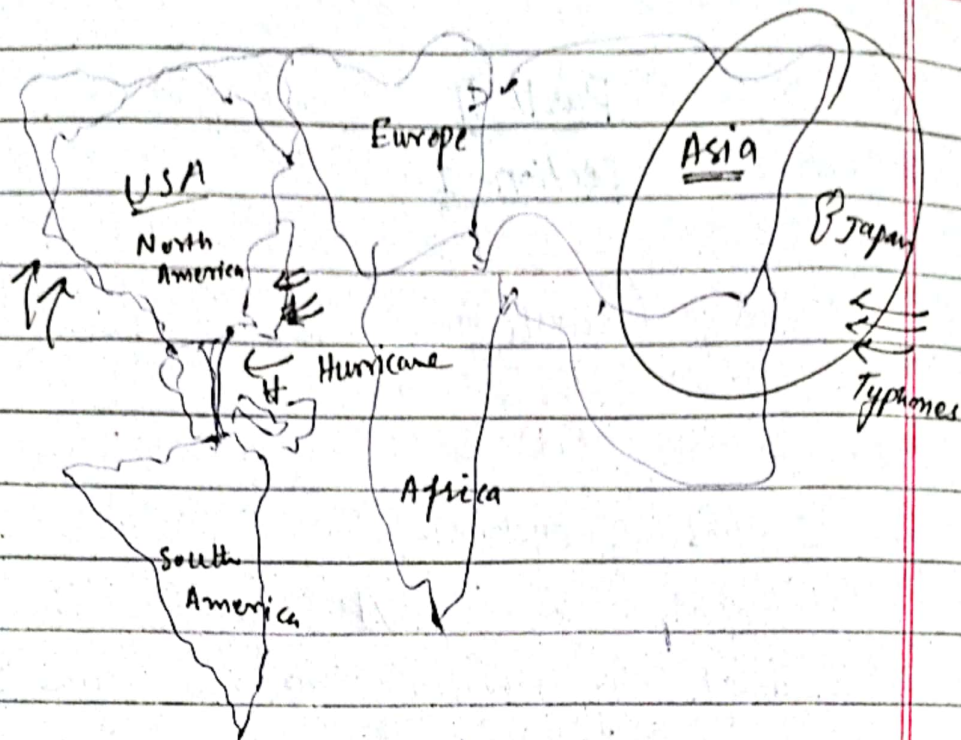 Europe
Asia
USA
Japan
North
America
Hurricane
H.
Typhones
Africa
South
America